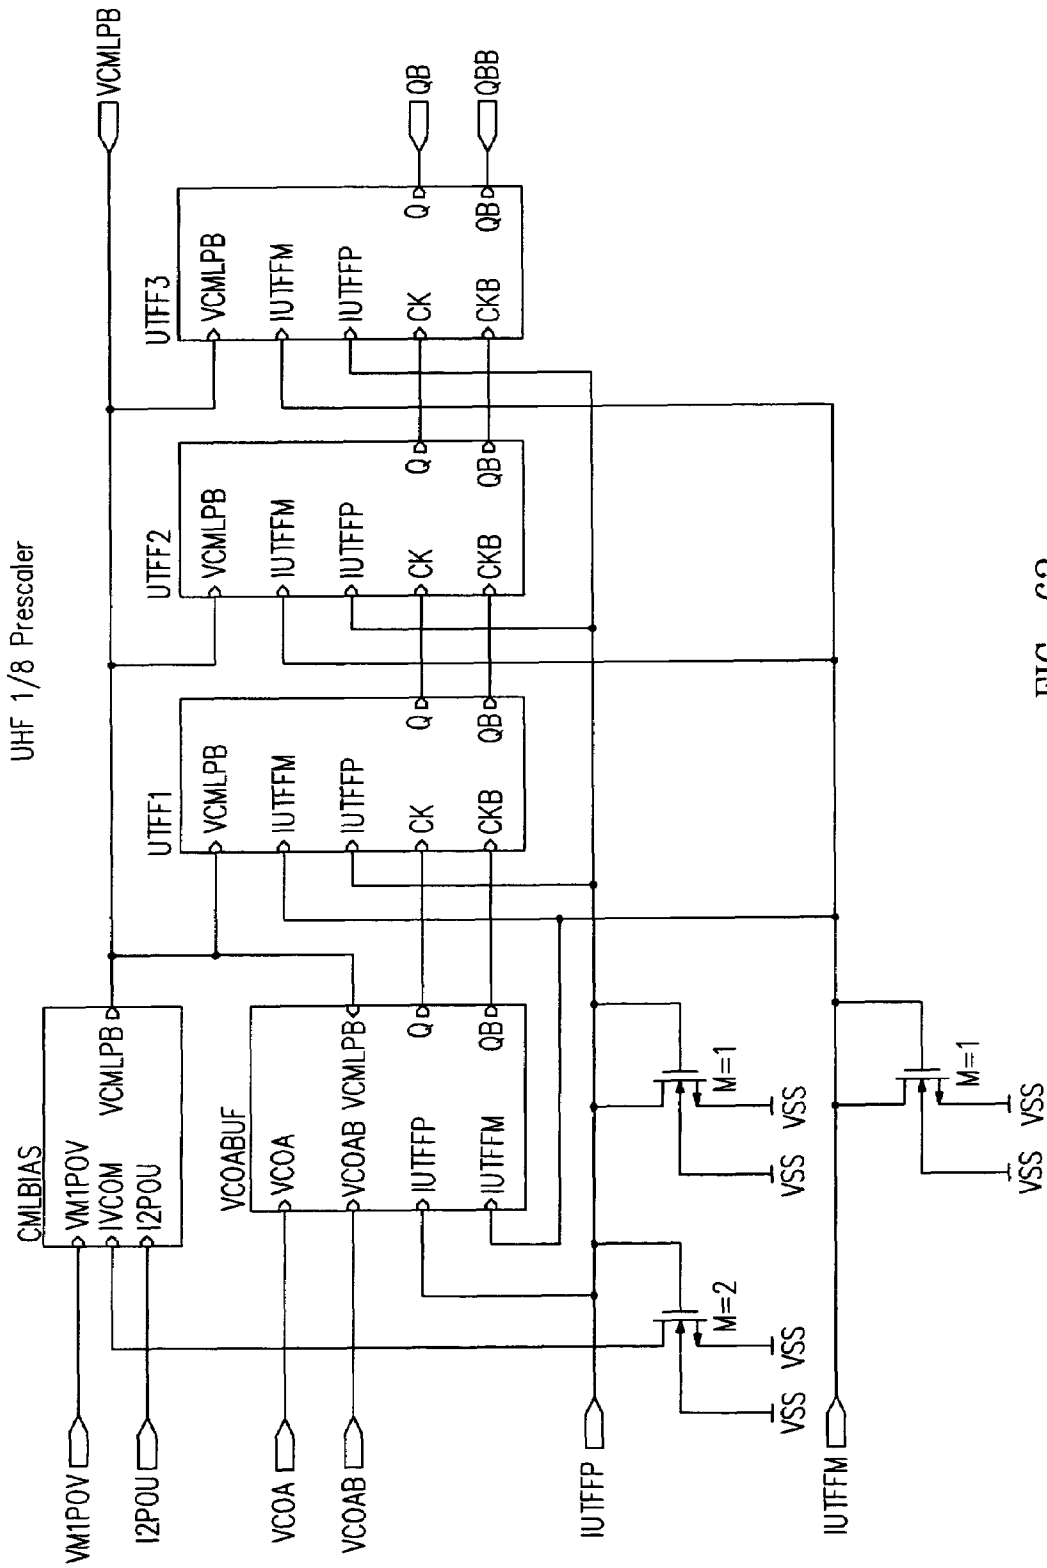 UHF 1/8 Prescaler
VM1POV
I2POU
VCOA
VCOAB
IUTFFP
IUTFFM
CMLBIAS
VM1POV
IVCOM
I2POU
VCMLPB
VCOABUF
VCOA
VCOAB
VCMLPB
IUTFFP
IUTFFM
Q
QB
UTFF1
VCMLPB
IUTFFM
IUTFFP
CK
CKB
Q
QB
UTFF2
VCMLPB
IUTFFM
IUTFFP
CK
CKB
Q
QB
UTFF3
VCMLPB
IUTFFM
IUTFFP
CK
CKB
Q
QB
VCMLPB
QB
QBB
M=2
VSS
VSS
M=1
VSS
VSS
M=1
VSS
VSS